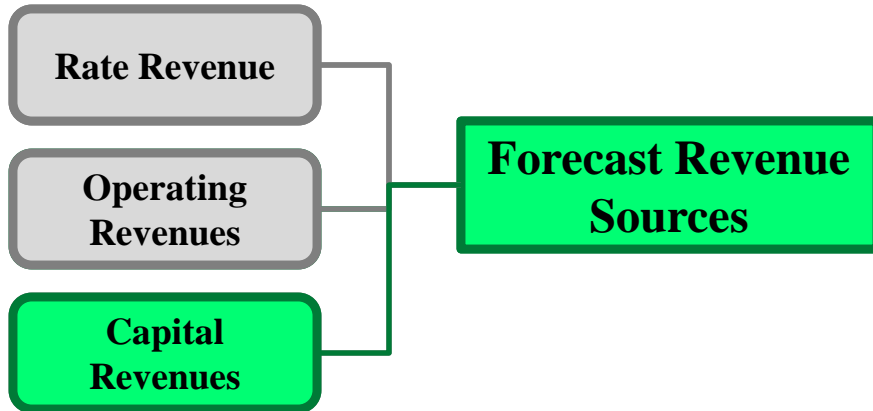 Rate Revenue
Operating
Revenues
Capital
Revenues
Forecast Revenue
Sources